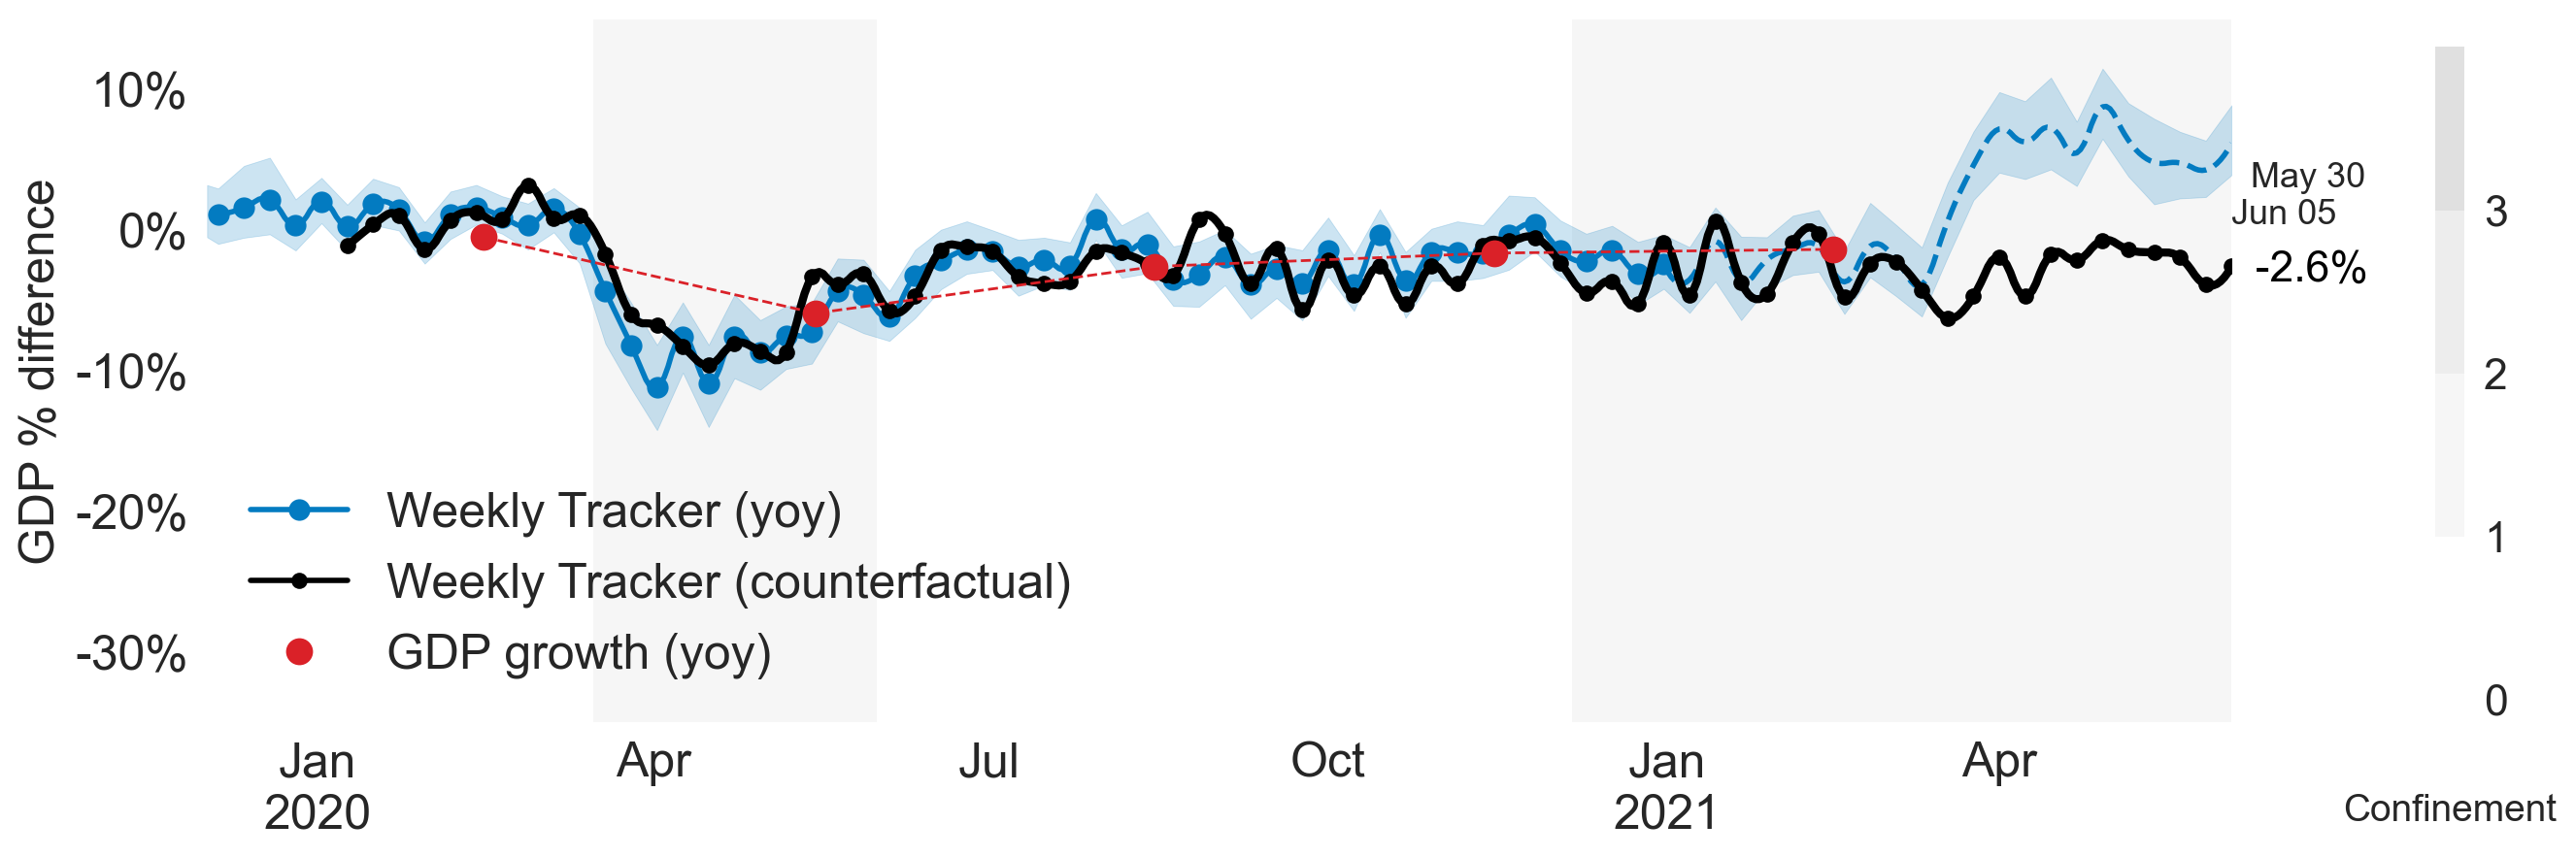 GDP % difference
10%
0%
-10%
-20%
-30%
Weekly Tracker (yoy)
Weekly Tracker (counterfactual)
GDP growth (yoy)
Jan
2020
Apr
Jul
Oct
Jan
2021
Apr
May 30
Jun 05
-2.6%
3
2
1
0
Confinement